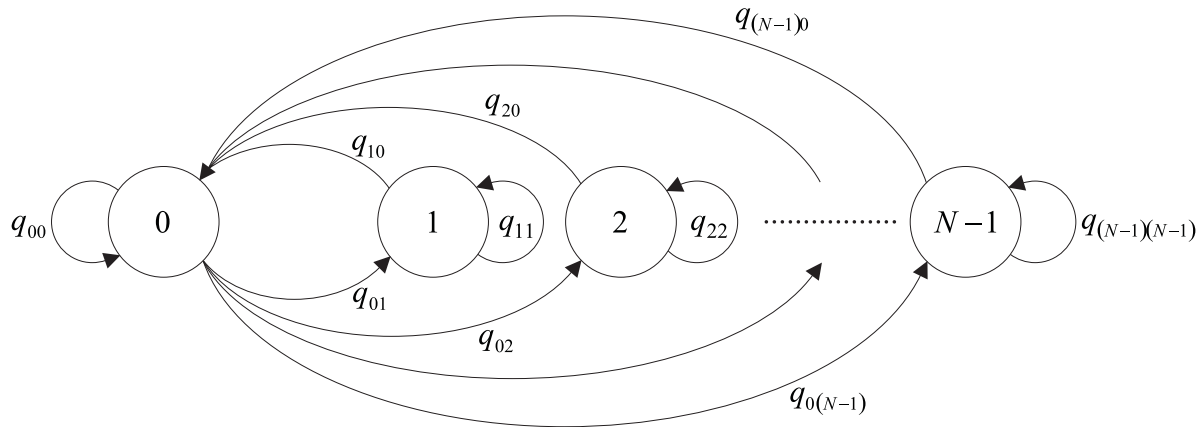 q_{(N–1)0}
q_{20}
q_{10}
q_{00}
0
1
q_{11}
2
q_{22}
N–1
q_{(N–1)(N–1)}
q_{01}
q_{02}
q_{0(N–1)}